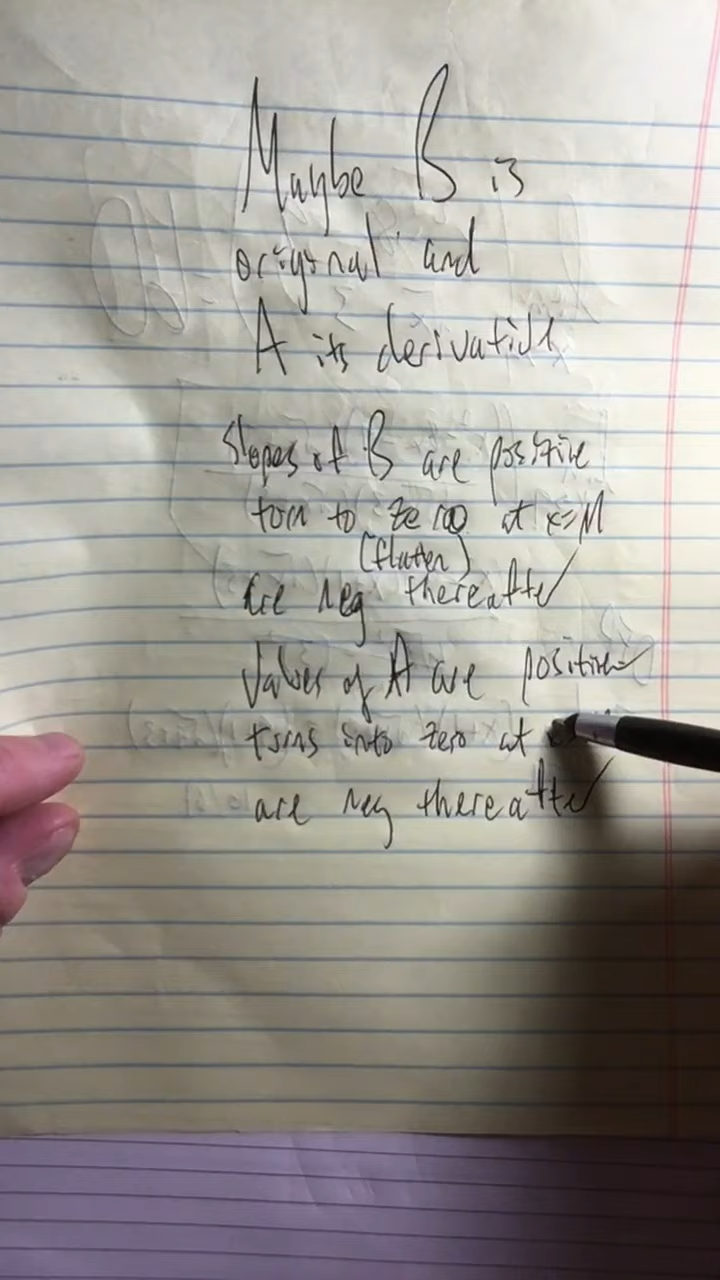 Maybe B is
original and
A its derivative
Slopes of B are positive
turn to zero at x=M
(flatten)
are neg thereafter
Values of A are positive
turns into zero at
are neg thereafter